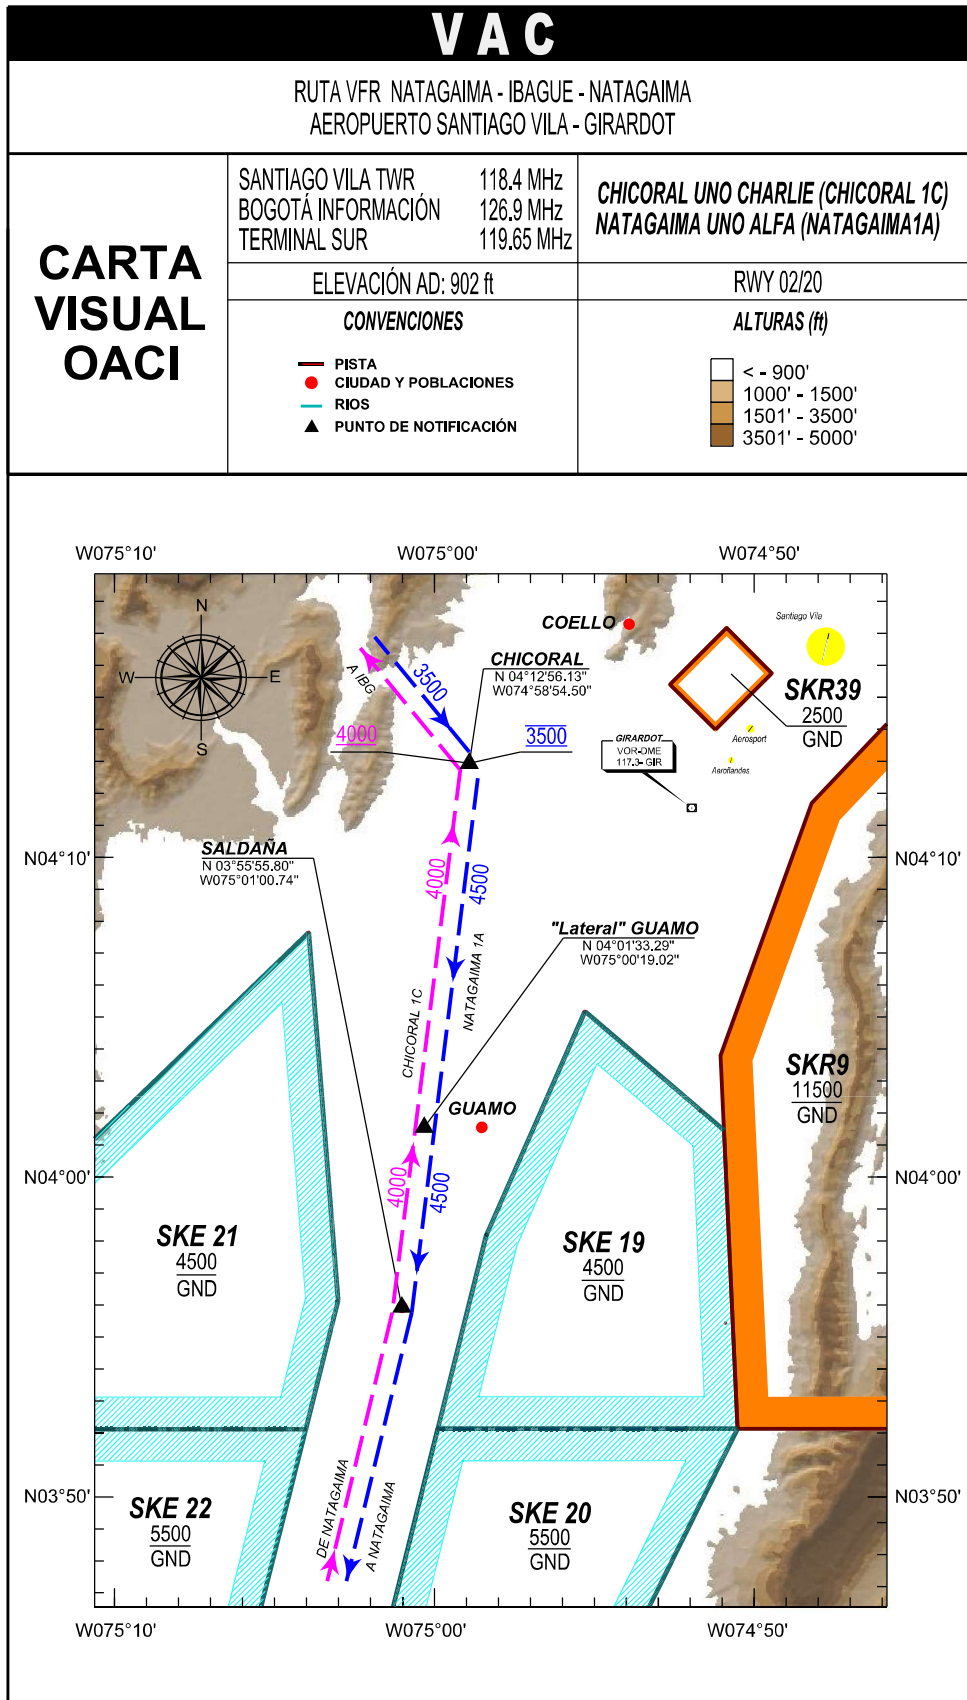 VAC
RUTA VFR NATAGAIMA - IBAGUE - NATAGAIMA
AEROPUERTO SANTIAGO VILA - GIRARDOT
CARTA
VISUAL
OACI
SANTIAGO VILA TWR 118.4 MHz
BOGOTÁ INFORMACIÓN 126.9 MHz
TERMINAL SUR 119.65 MHz
CHICORAL UNO CHARLIE (CHICORAL 1C)
NATAGAIMA UNO ALFA (NATAGAIMA1A)
ELEVACIÓN AD: 902 ft
RWY 02/20
CONVENCIONES
PISTA
CIUDAD Y POBLACIONES
RIOS
PUNTO DE NOTIFICACIÓN
ALTURAS (ft)
< - 900'
1000' - 1500'
1501' - 3500'
3501' - 5000'
W075°10' W075°00' W074°50'
N
W E
S
COELLO
Santiago Vila
A IBG
3500
CHICORAL
N 04°12'56.13"
W074°58'54.50"
SKR39
2500
GND
4000
3500
GIRARDOT
VOR-DME
117.3- GIR
Aerosport
Aeroflandes
SALDAÑA
N 03°55'55.80"
W075°01'00.74"
N04°10' N04°10'
4000
4500
"Lateral" GUAMO
N 04°01'33.29"
W075°00'19.02"
NATAGAIMA 1A
CHICORAL 1C
SKR9
11500
GND
GUAMO
N04°00' N04°00'
4000
4500
SKE 21
4500
GND
SKE 19
4500
GND
N03°50' N03°50'
SKE 22
5500
GND
DE NATAGAIMA
A NATAGAIMA
SKE 20
5500
GND
W075°10' W075°00' W074°50'